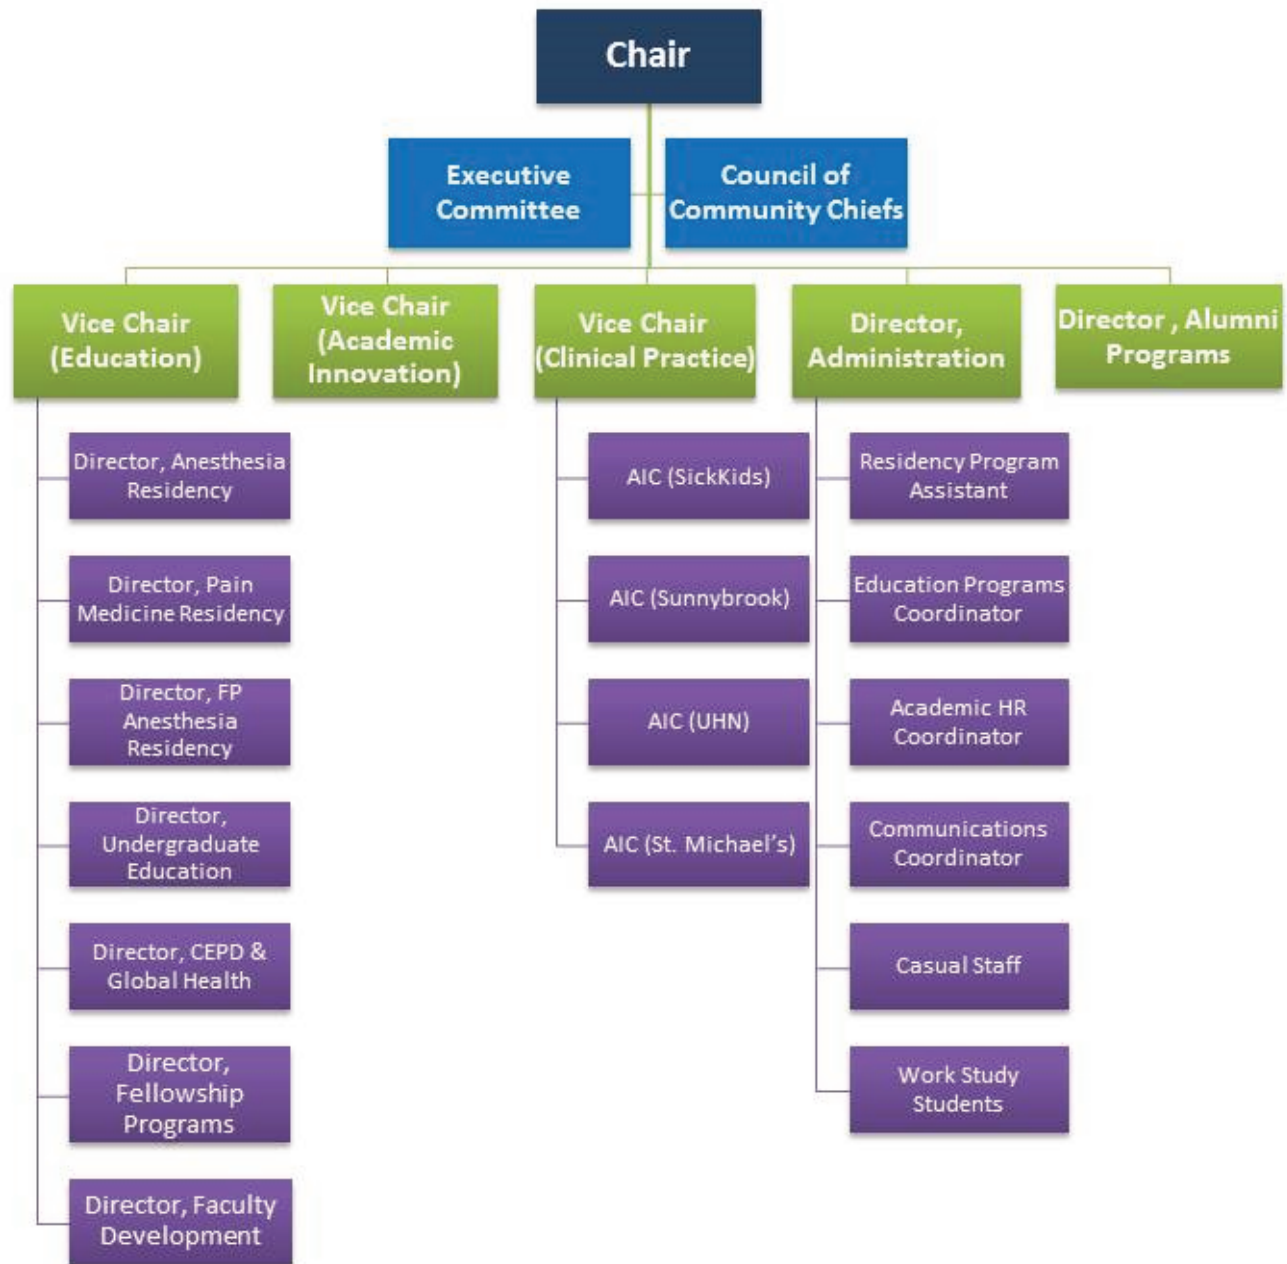 Chair
Executive
Committee
Council of
Community Chiefs
Vice Chair
(Education)
Vice Chair
(Academic
Innovation)
Vice Chair
(Clinical Practice)
Director,
Administration
Director , Alumni
Programs
Director, Anesthesia
Residency
Director, Pain
Medicine Residency
Director, FP
Anesthesia
Residency
Director,
Undergraduate
Education
Director, CEPD &
Global Health
Director,
Fellowship
Programs
Director, Faculty
Development
AIC (SickKids)
AIC (Sunnybrook)
AIC (UHN)
AIC (St. Michael’s)
Residency Program
Assistant
Education Programs
Coordinator
Academic HR
Coordinator
Communications
Coordinator
Casual Staff
Work Study
Students